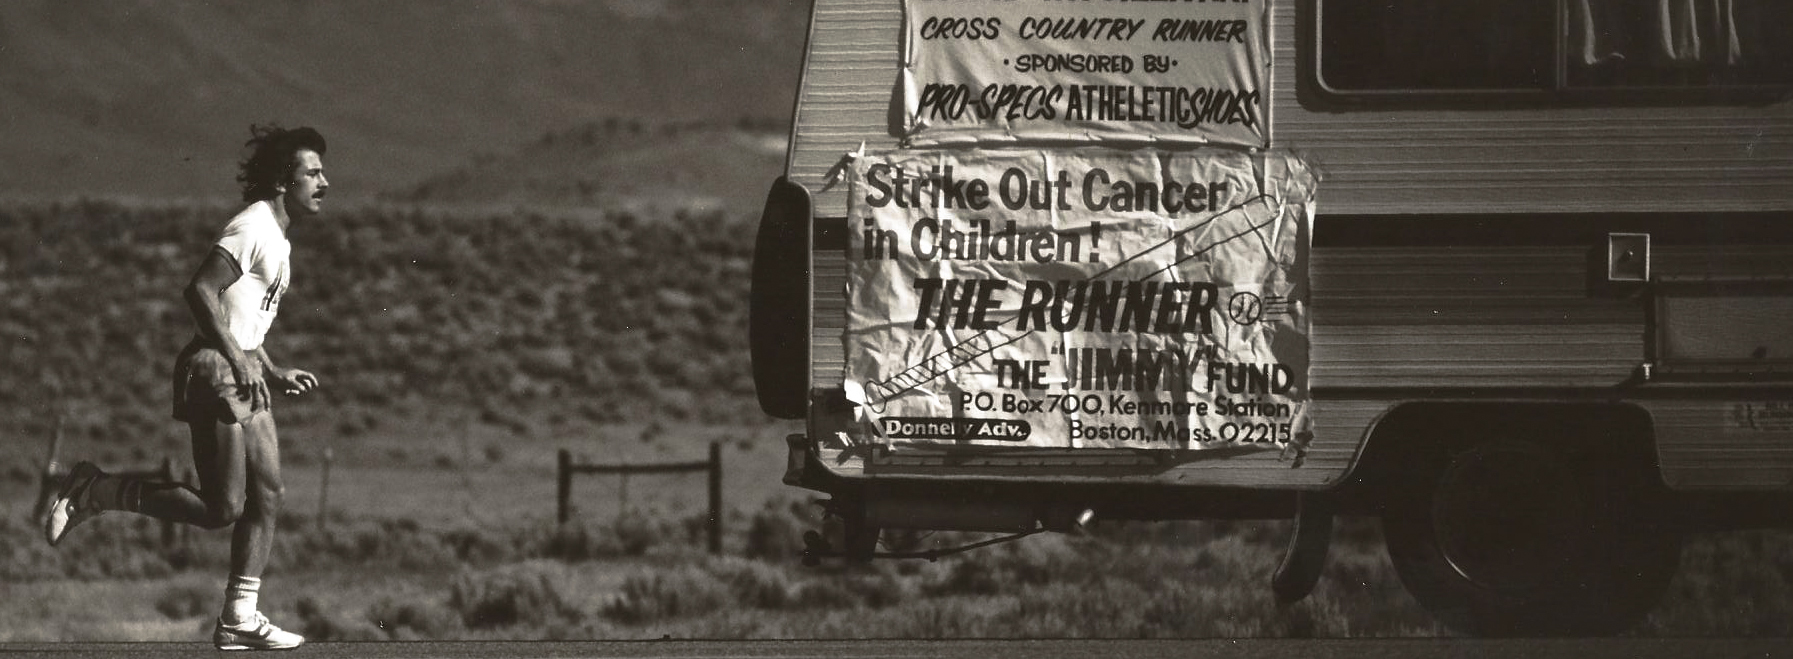 CROSS COUNTRY RUNNER
• SPONSORED BY •
PRO-SPECS ATHELETIC SHOES
Strike Out Cancer
in Children!
THE RUNNER
THE "JIMMY" FUND
P.O. Box 700, Kenmore Station
Donnelly Adv. Boston, Mass. 02215